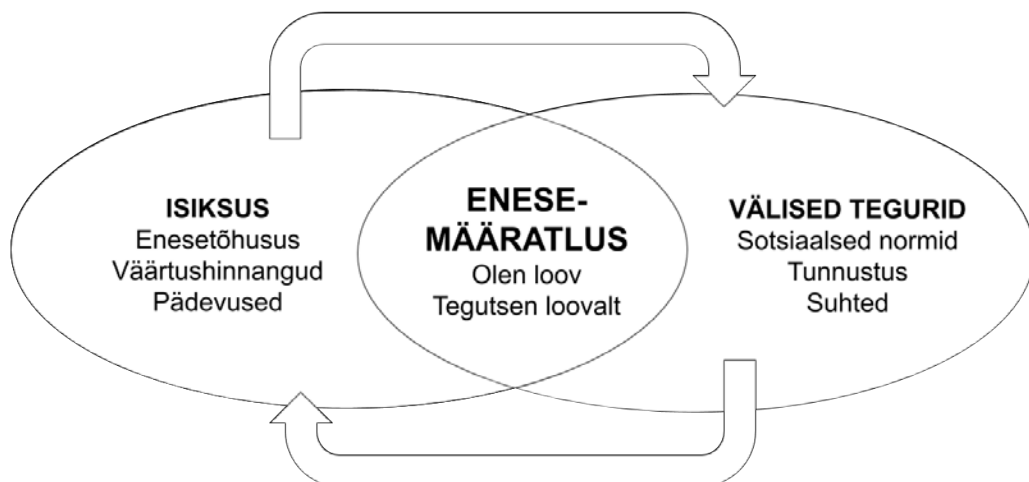 ISIKSUS
Enesetõhusus
Väärtushinnangud
Pädevused
ENESE-
MÄÄRATLUS
Olen loov
Tegutsen loovalt
VÄLISED TEGURID
Sotsiaalsed normid
Tunnustus
Suhted